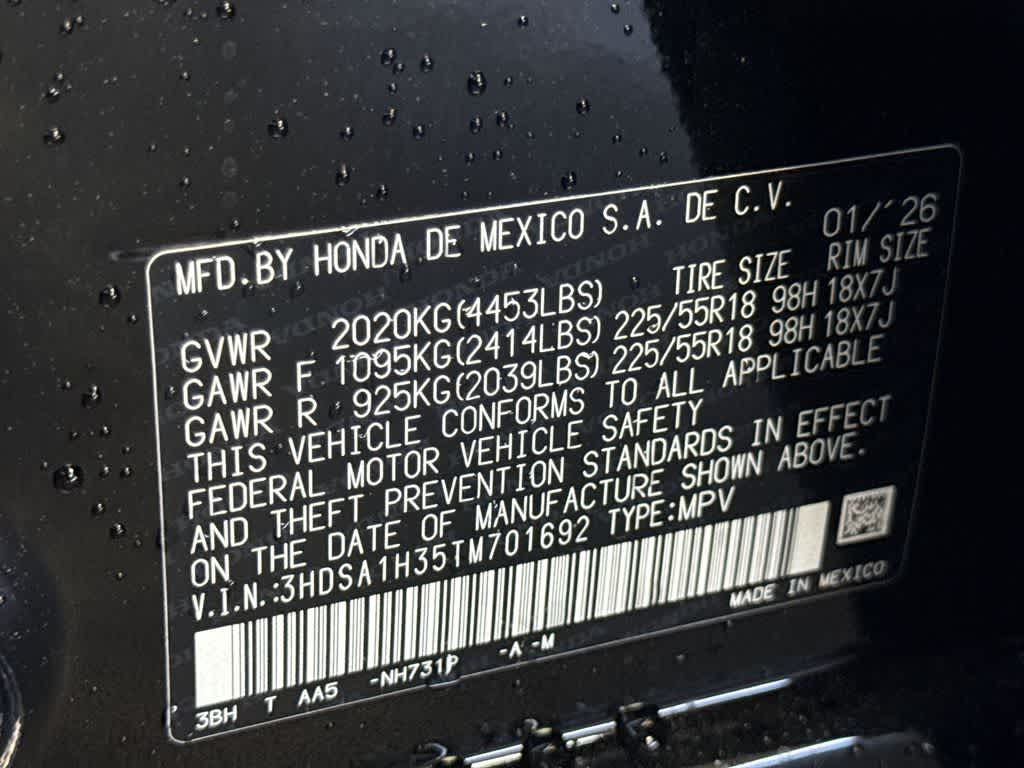 MFD.BY HONDA DE MEXICO S.A. DE C.V. 01/'26
GVWR 2020KG(4453LBS) TIRE SIZE RIM SIZE
GAWR F 1095KG(2414LBS) 225/55R18 98H 18X7J
GAWR R 925KG(2039LBS) 225/55R18 98H 18X7J
THIS VEHICLE CONFORMS TO ALL APPLICABLE
FEDERAL MOTOR VEHICLE SAFETY
AND THEFT PREVENTION STANDARDS IN EFFECT
ON THE DATE OF MANUFACTURE SHOWN ABOVE.
V.I.N.:3HDSA1H35TM701692 TYPE:MPV
MADE IN MEXICO
3BH T AA5 -NH731P -A -M